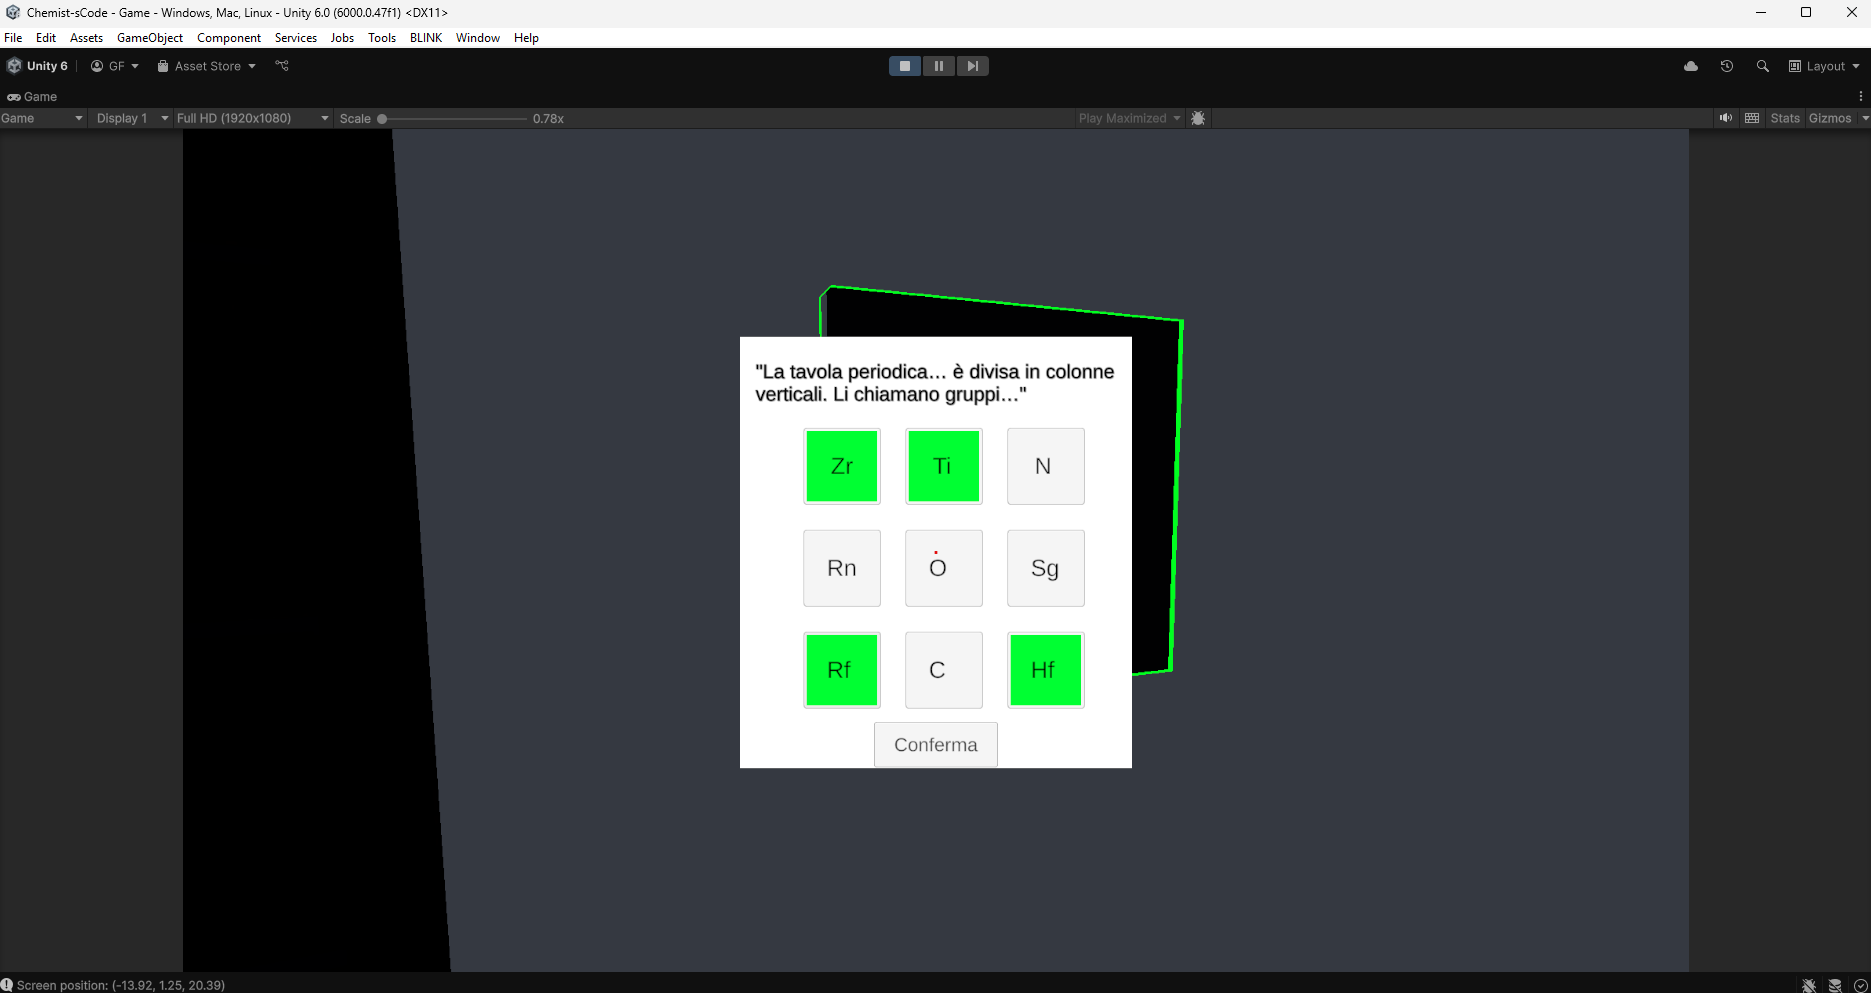 Chemist-sCode - Game - Windows, Mac, Linux - Unity 6.0 (6000.0.47f1) <DX11>
File Edit Assets GameObject Component Services Jobs Tools BLINK Window Help
Unity 6 GF Asset Store Layout
Game
Game Display 1 Full HD (1920x1080) Scale 0.78x Play Maximized Stats Gizmos
"La tavola periodica... è divisa in colonne
verticali. Li chiamano gruppi..."
Zr Ti N
Rn O Sg
Rf C Hf
Conferma
Screen position: (-13.92, 1.25, 20.39)